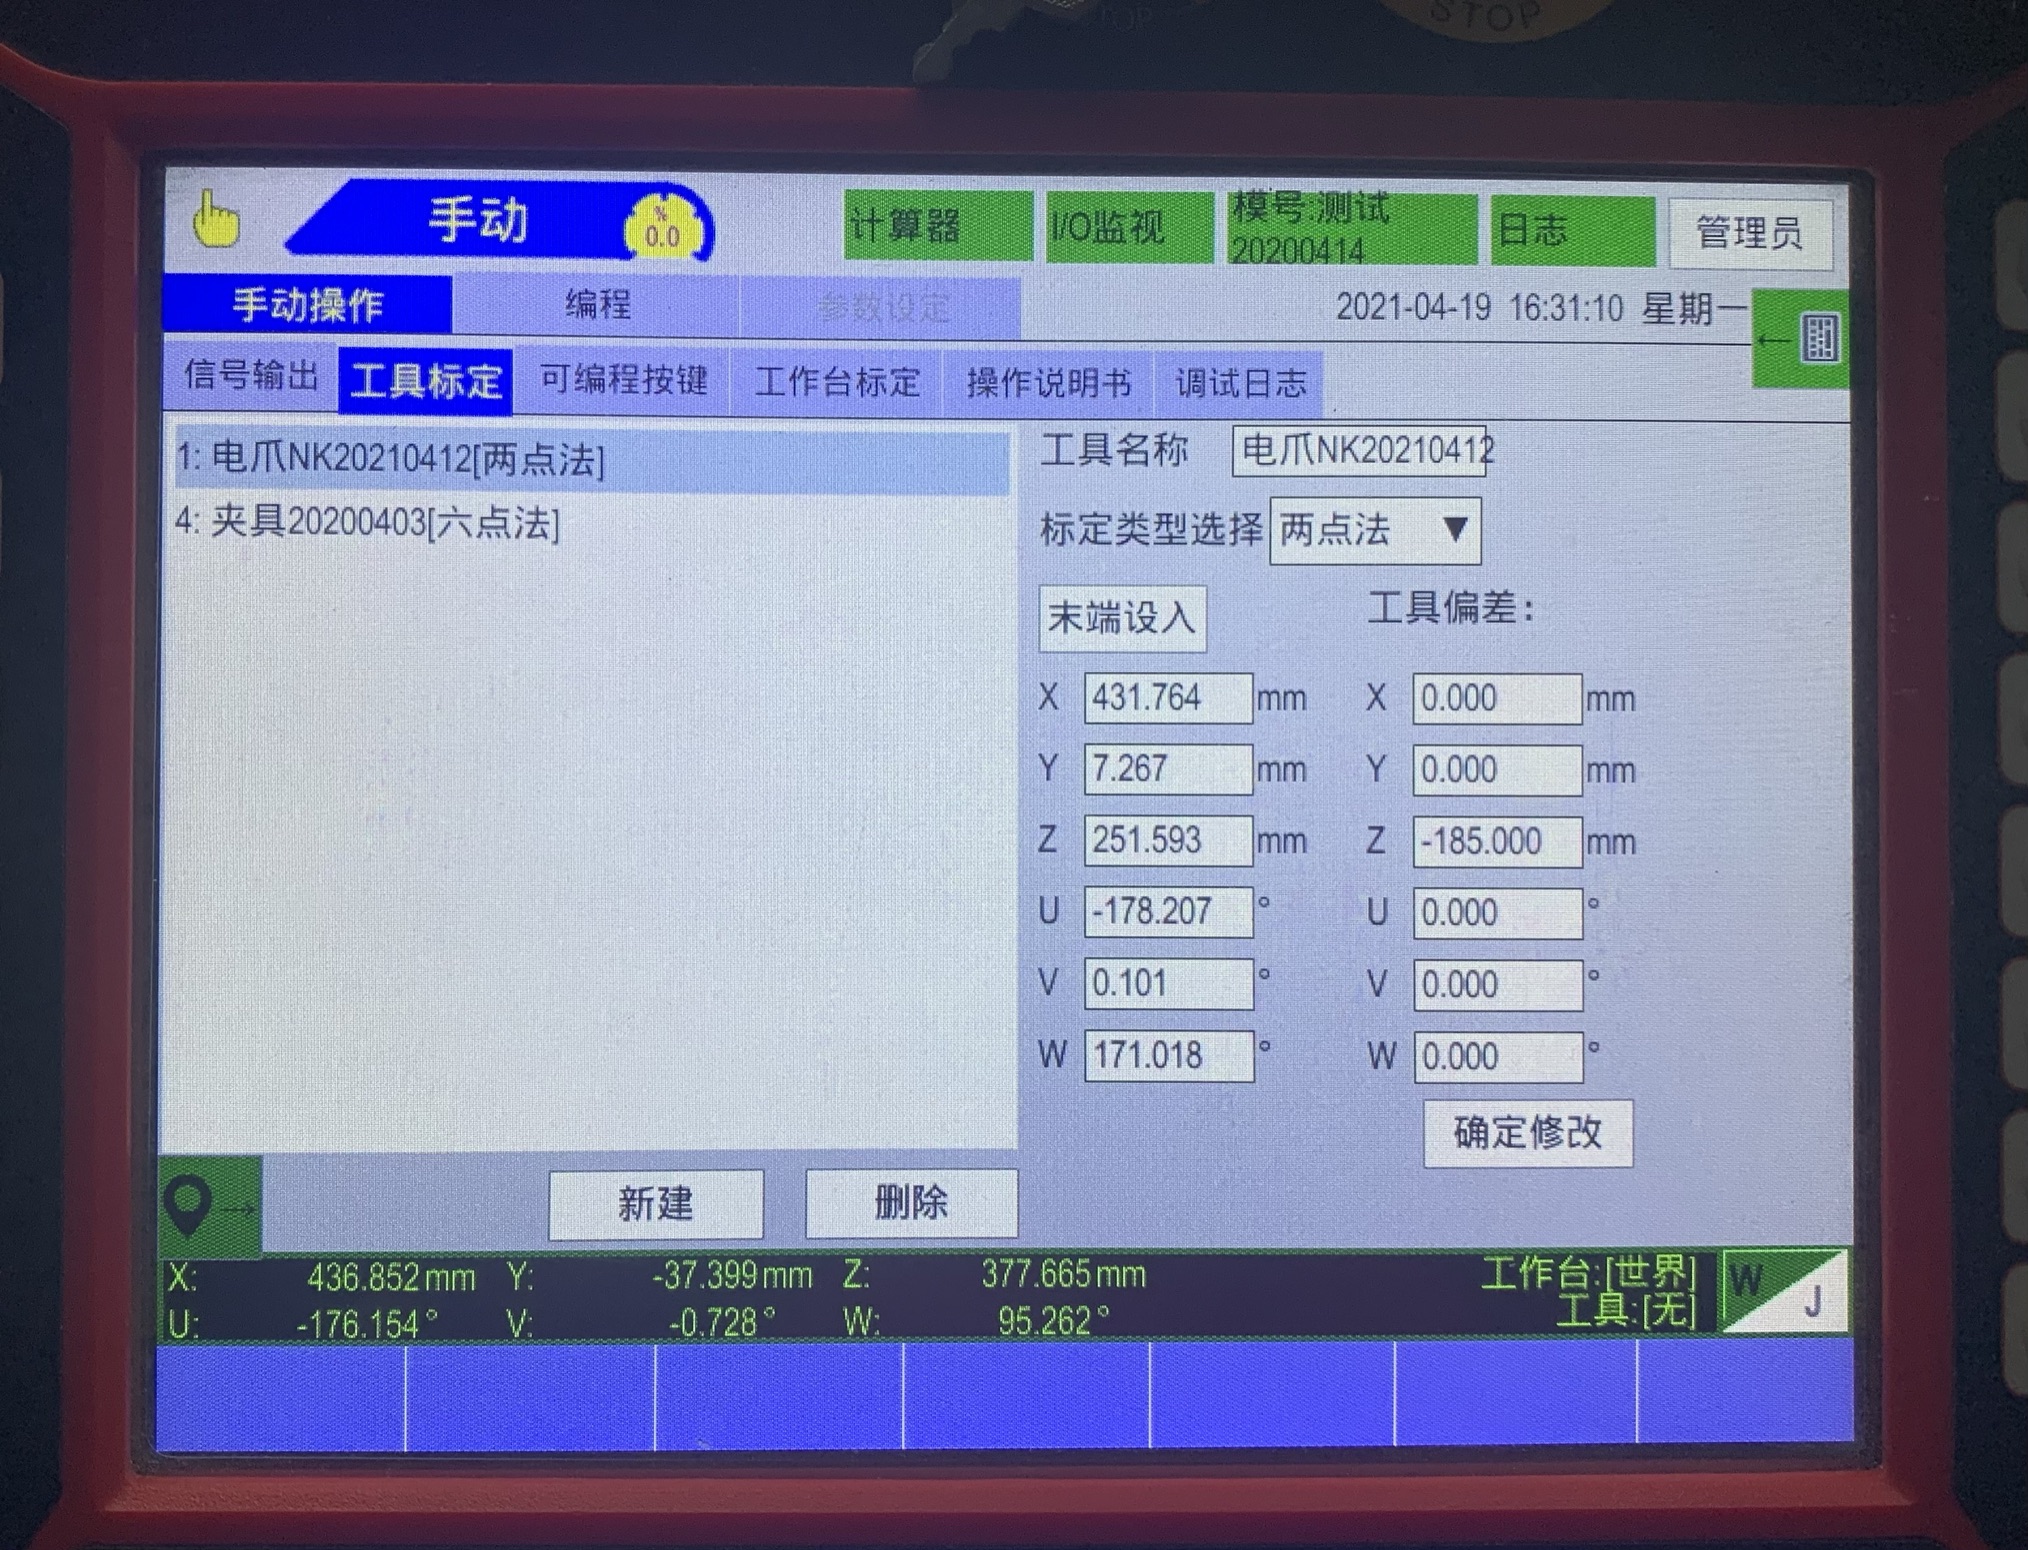 STOP
手动
%
0.0
计算器
I/O监视
模号:测试
20200414
日志
管理员
手动操作
编程
参数设定
2021-04-19 16:31:10 星期一
信号输出
工具标定
可编程按键
工作台标定
操作说明书
调试日志
1: 电爪NK20210412[两点法]
4: 夹具20200403[六点法]
工具名称 电爪NK20210412
标定类型选择 两点法 ▼
末端设入
工具偏差:
X 431.764 mm X 0.000 mm
Y 7.267 mm Y 0.000 mm
Z 251.593 mm Z -185.000 mm
U -178.207 ° U 0.000 °
V 0.101 ° V 0.000 °
W 171.018 ° W 0.000 °
确定修改
新建
删除
X: 436.852mm Y: -37.399mm Z: 377.665mm
U: -176.154° V: -0.728° W: 95.262°
工作台:[世界]
工具:[无]
W
J